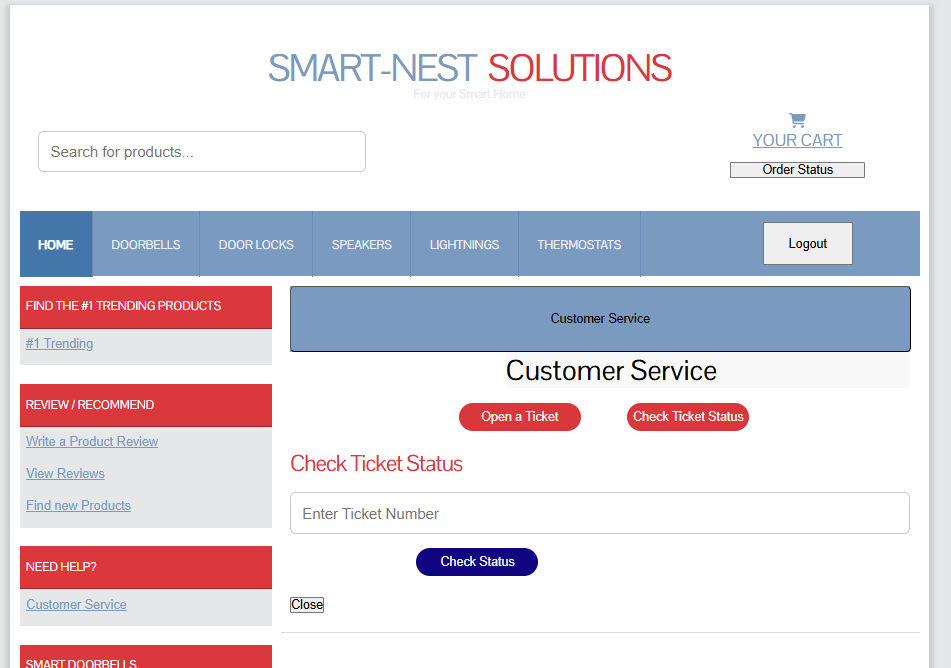 SMART-NEST SOLUTIONS
For your Smart Home
Search for products...
YOUR CART
Order Status
HOME
DOORBELLS
DOOR LOCKS
SPEAKERS
LIGHTNINGS
THERMOSTATS
Logout
FIND THE #1 TRENDING PRODUCTS
#1 Trending
REVIEW / RECOMMEND
Write a Product Review
View Reviews
Find new Products
NEED HELP?
Customer Service
SMART DOORBELLS
Customer Service
Customer Service
Open a Ticket
Check Ticket Status
Check Ticket Status
Enter Ticket Number
Check Status
Close